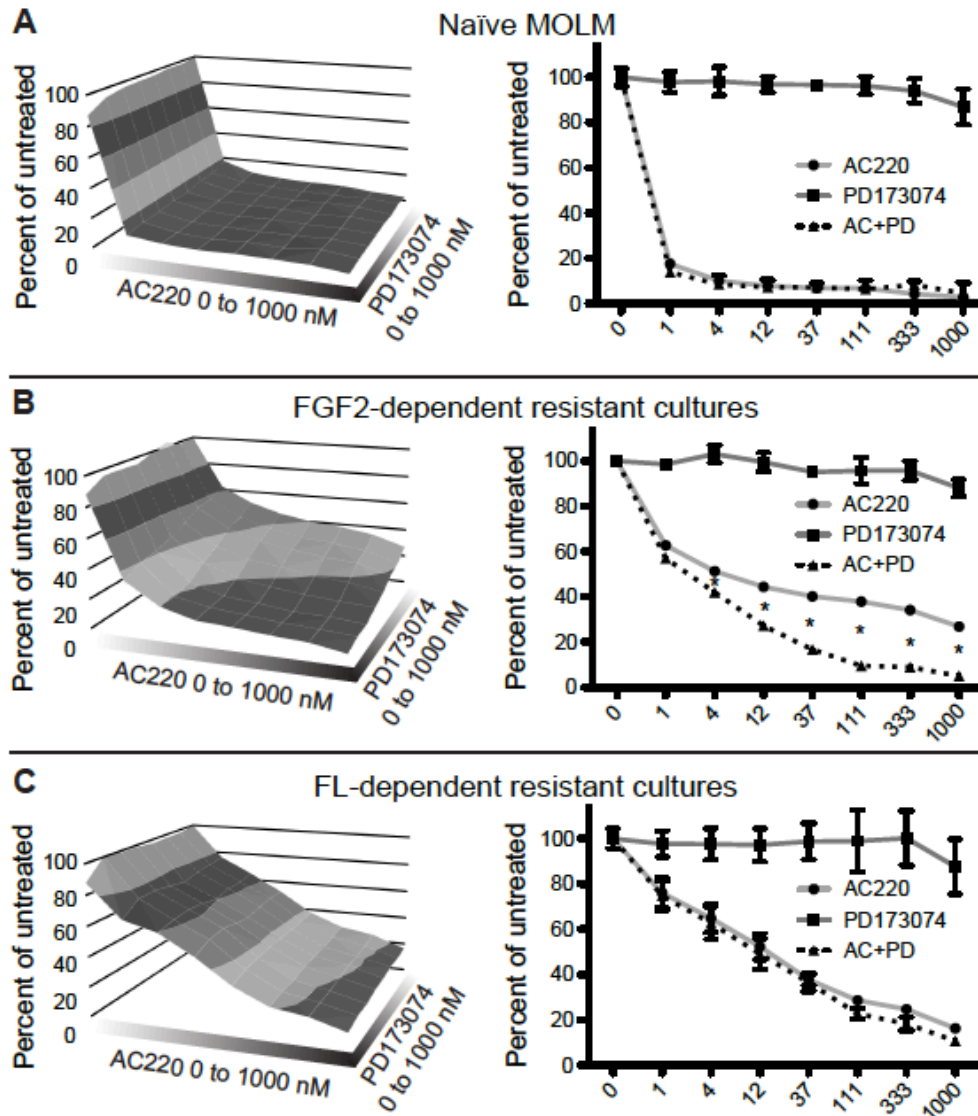 A
Naïve MOLM
Percent of untreated
100
80
60
40
20
0
AC220 0 to 1000 nM
PD173074
0 to 1000 nM
Percent of untreated
100
80
60
40
20
0
AC220
PD173074
AC+PD
0 1 4 12 37 111 333 1000
B
FGF2-dependent resistant cultures
Percent of untreated
100
80
60
40
20
0
AC220 0 to 1000 nM
PD173074
0 to 1000 nM
Percent of untreated
100
80
60
40
20
0
AC220
PD173074
AC+PD
* * * * * *
0 1 4 12 37 111 333 1000
C
FL-dependent resistant cultures
Percent of untreated
100
80
60
40
20
0
AC220 0 to 1000 nM
PD173074
0 to 1000 nM
Percent of untreated
100
80
60
40
20
0
AC220
PD173074
AC+PD
0 1 4 12 37 111 333 1000